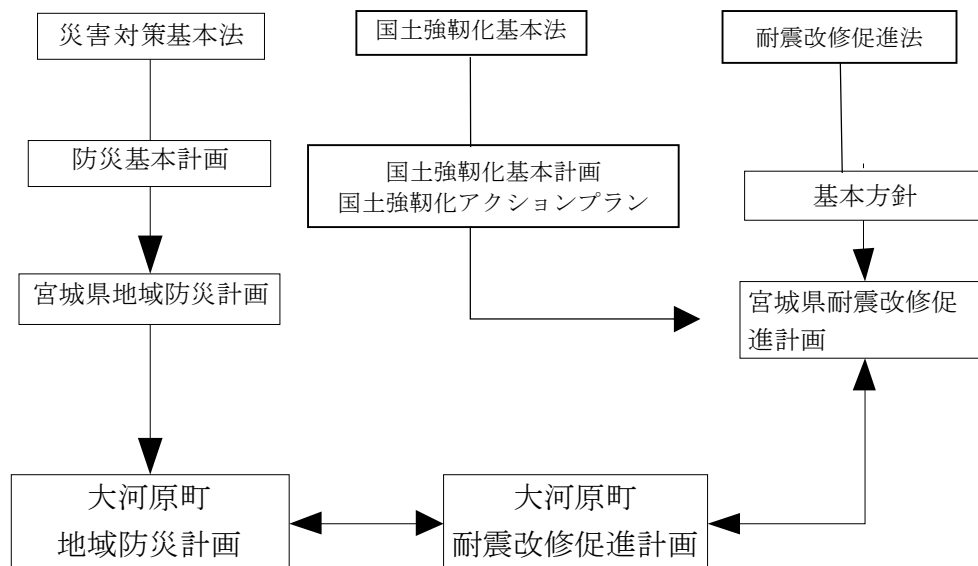 災害対策基本法
国土強靭化基本法
耐震改修促進法
防災基本計画
国土強靭化基本計画
国土強靭化アクションプラン
基本方針
宮城県地域防災計画
宮城県耐震改修促
進計画
大河原町
地域防災計画
大河原町
耐震改修促進計画